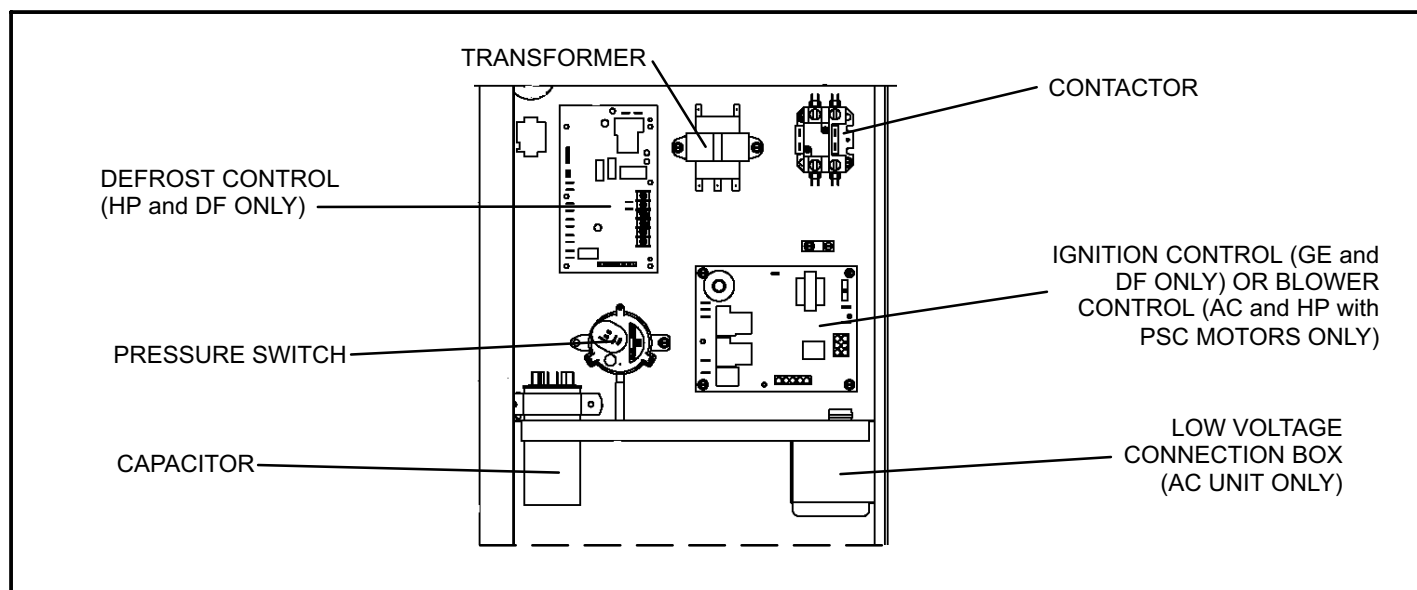 TRANSFORMER
CONTACTOR
DEFROST CONTROL
(HP and DF ONLY)
IGNITION CONTROL (GE and
DF ONLY) OR BLOWER
CONTROL (AC and HP with
PSC MOTORS ONLY)
PRESSURE SWITCH
CAPACITOR
LOW VOLTAGE
CONNECTION BOX
(AC UNIT ONLY)